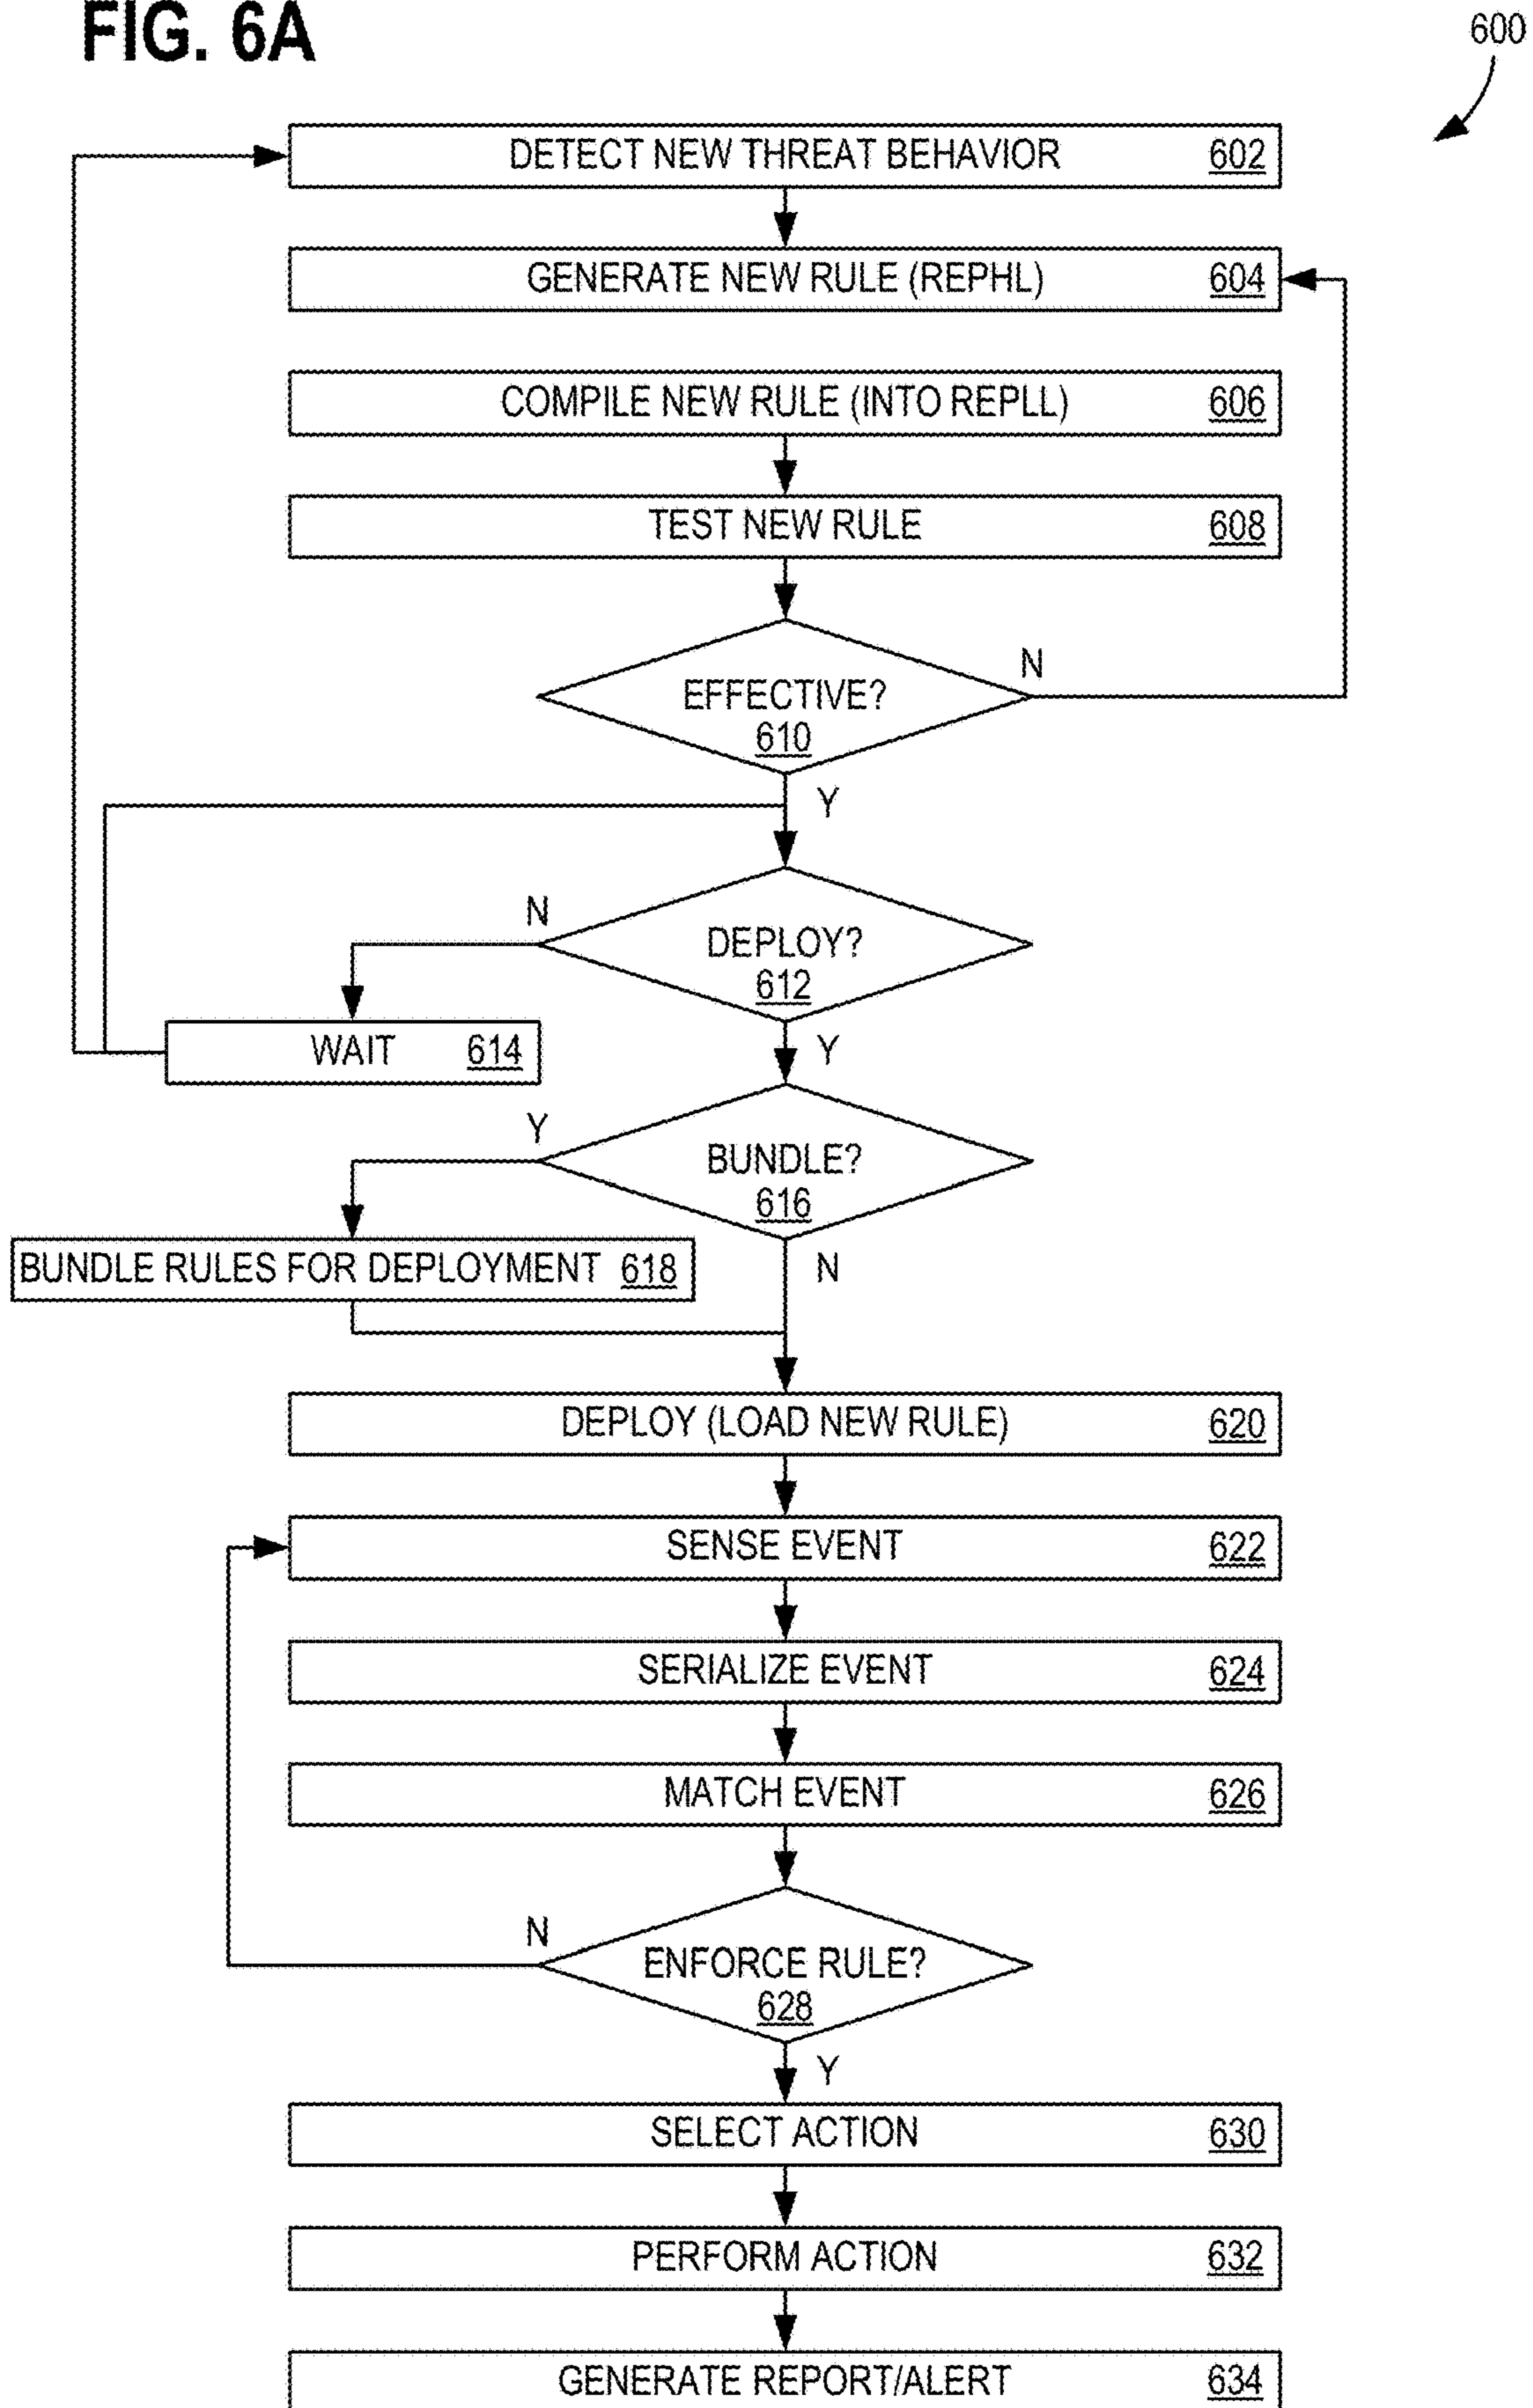 FIG. 6A
600
DETECT NEW THREAT BEHAVIOR 602
GENERATE NEW RULE (REPHL) 604
COMPILE NEW RULE (INTO REPLL) 606
TEST NEW RULE 608
N
EFFECTIVE?
610
Y
N
DEPLOY?
612
WAIT 614
Y
Y
BUNDLE?
616
BUNDLE RULES FOR DEPLOYMENT 618
N
DEPLOY (LOAD NEW RULE) 620
SENSE EVENT 622
SERIALIZE EVENT 624
MATCH EVENT 626
N
ENFORCE RULE?
628
Y
SELECT ACTION 630
PERFORM ACTION 632
GENERATE REPORT/ALERT 634